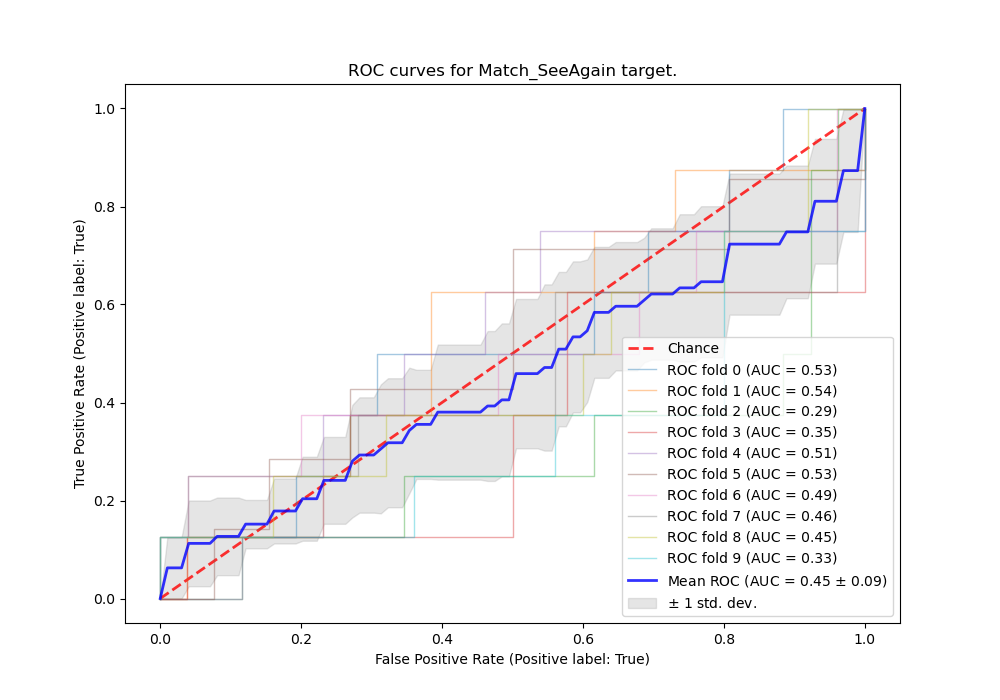 ROC curves for Match_SeeAgain target.
True Positive Rate (Positive label: True)
1.0
0.8
0.6
0.4
0.2
0.0
0.0 0.2 0.4 0.6 0.8 1.0
False Positive Rate (Positive label: True)
Chance
ROC fold 0 (AUC = 0.53)
ROC fold 1 (AUC = 0.54)
ROC fold 2 (AUC = 0.29)
ROC fold 3 (AUC = 0.35)
ROC fold 4 (AUC = 0.51)
ROC fold 5 (AUC = 0.53)
ROC fold 6 (AUC = 0.49)
ROC fold 7 (AUC = 0.46)
ROC fold 8 (AUC = 0.45)
ROC fold 9 (AUC = 0.33)
Mean ROC (AUC = 0.45 ± 0.09)
± 1 std. dev.